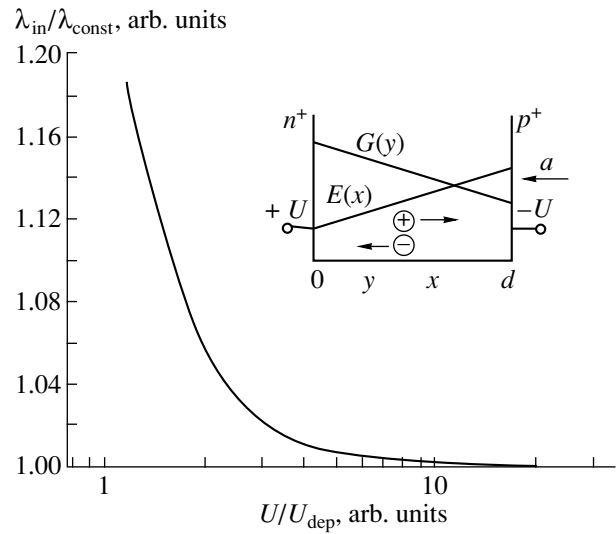 λin/λconst, arb. units
1.20
1.16
1.12
1.08
1.04
1.00
1
10
U/Udep, arb. units
n+
p+
G(y)
a
E(x)
+ U
−U
+
−
0
y
x
d